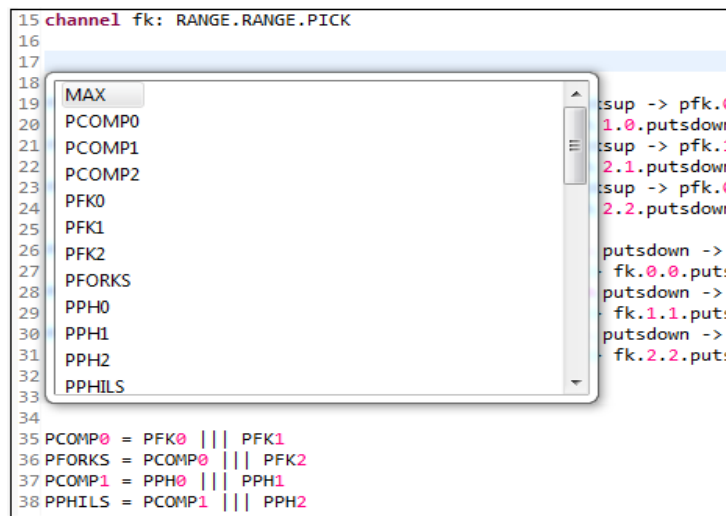 15 channel fk: RANGE.RANGE.PICK
16
17
18
MAX
19 ksup -> pfk.
PCOMP0
20 1.0.putsdown
PCOMP1
21 ksup -> pfk.
22 2.1.putsdown
PCOMP2
23 ksup -> pfk.
PFK0
24 2.2.putsdown
PFK1
25
PFK2
26 putsdown ->
PFORKS
27 fk.0.0.puts
28 putsdown ->
PPH0
29 fk.1.1.puts
PPH1
30 putsdown ->
PPH2
31 fk.2.2.puts
32
PPHILS
33
34
35 PCOMP0 = PFK0 ||| PFK1
36 PFORKS = PCOMP0 ||| PFK2
37 PCOMP1 = PPH0 ||| PPH1
38 PPHILS = PCOMP1 ||| PPH2